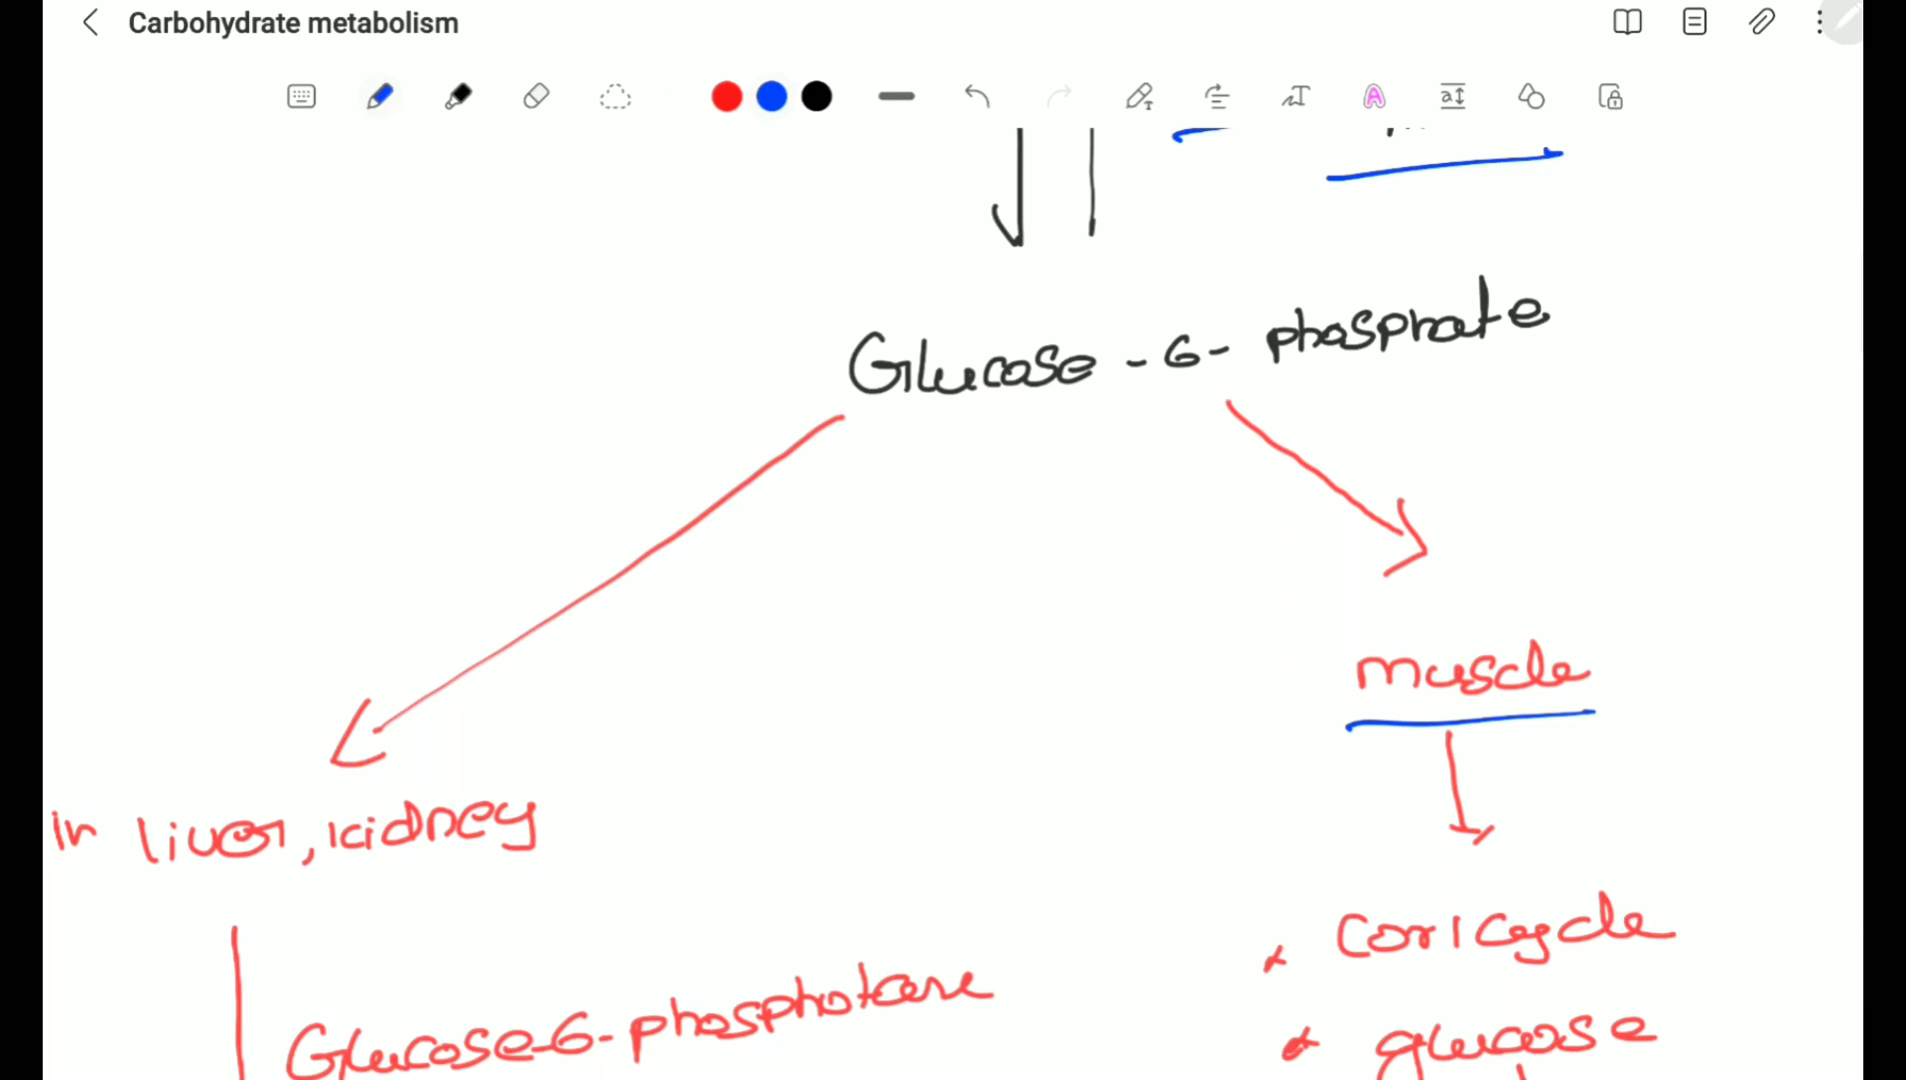 Carbohydrate metabolism
Glucose-6-phosphate
muscle
in liver, kidney
* cori cycle
Glucose-6-phosphatase
* glucose